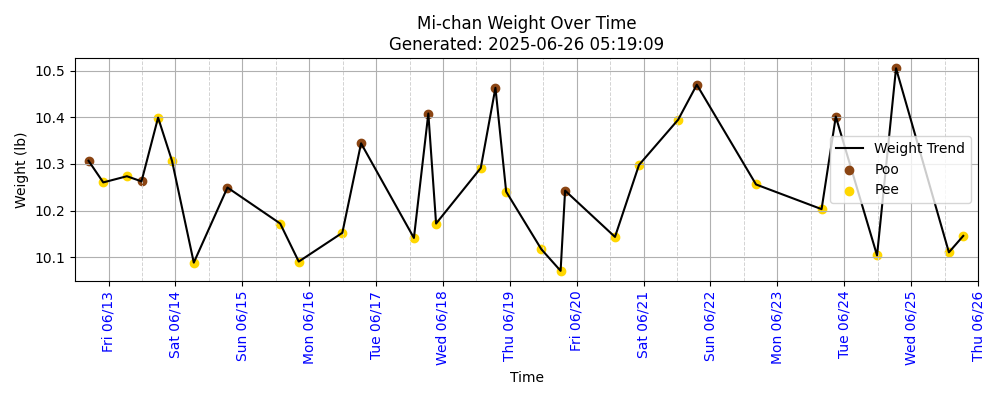 Mi-chan Weight Over Time
Generated: 2025-06-26 05:19:09
Weight (lb)
10.5
10.4
10.3
10.2
10.1
Weight Trend
Poo
Pee
Fri 06/13
Sat 06/14
Sun 06/15
Mon 06/16
Tue 06/17
Wed 06/18
Thu 06/19
Fri 06/20
Sat 06/21
Sun 06/22
Mon 06/23
Tue 06/24
Wed 06/25
Thu 06/26
Time